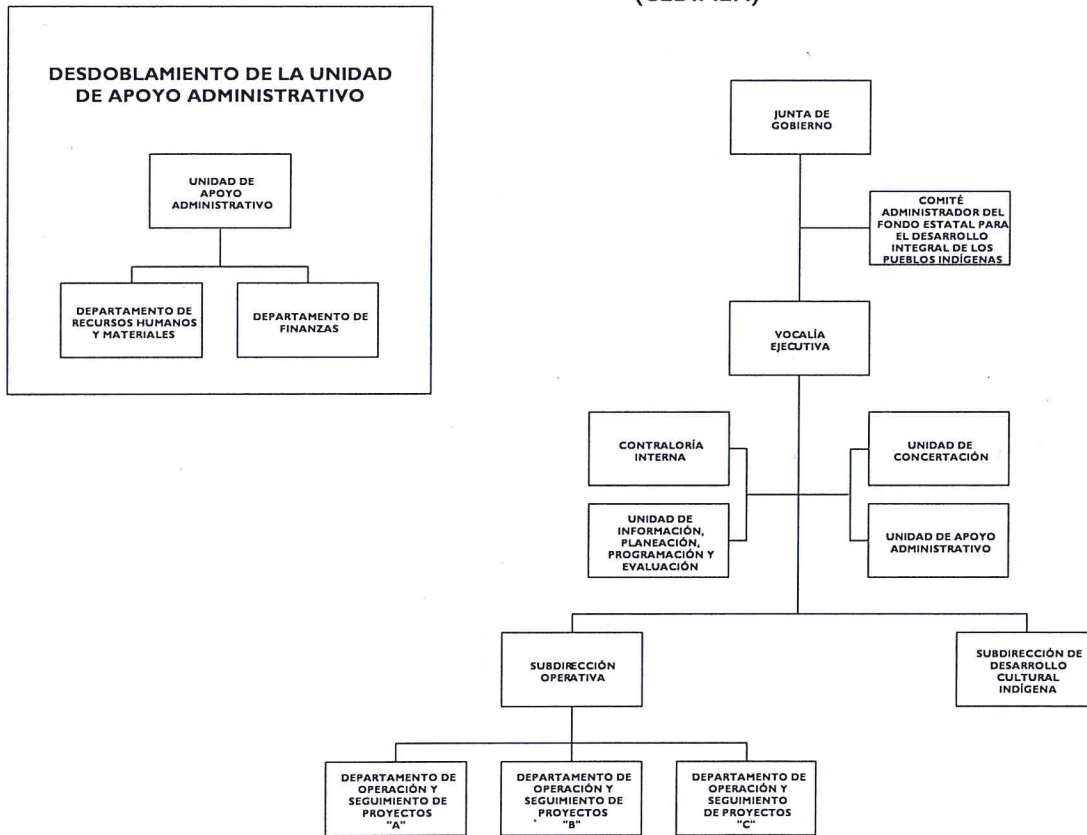 DESDOBLAMIENTO DE LA UNIDAD
DE APOYO ADMINISTRATIVO
UNIDAD DE
APOYO
ADMINISTRATIVO
DEPARTAMENTO DE
RECURSOS HUMANOS
Y MATERIALES
DEPARTAMENTO DE
FINANZAS
JUNTA DE
GOBIERNO
COMITÉ
ADMINISTRADOR DEL
FONDO ESTATAL PARA
EL DESARROLLO
INTEGRAL DE LOS
PUEBLOS INDÍGENAS
VOCALÍA
EJECUTIVA
CONTRALORÍA
INTERNA
UNIDAD DE
CONCERTACIÓN
UNIDAD DE
INFORMACIÓN,
PLANEACIÓN,
PROGRAMACIÓN Y
EVALUACIÓN
UNIDAD DE APOYO
ADMINISTRATIVO
SUBDIRECCIÓN
OPERATIVA
SUBDIRECCIÓN DE
DESARROLLO
CULTURAL
INDÍGENA
DEPARTAMENTO DE
OPERACIÓN Y
SEGUIMIENTO DE
PROYECTOS
"A"
DEPARTAMENTO DE
OPERACIÓN Y
SEGUIMIENTO DE
PROYECTOS
"B"
DEPARTAMENTO DE
OPERACIÓN Y
SEGUIMIENTO
DE PROYECTOS
"C"